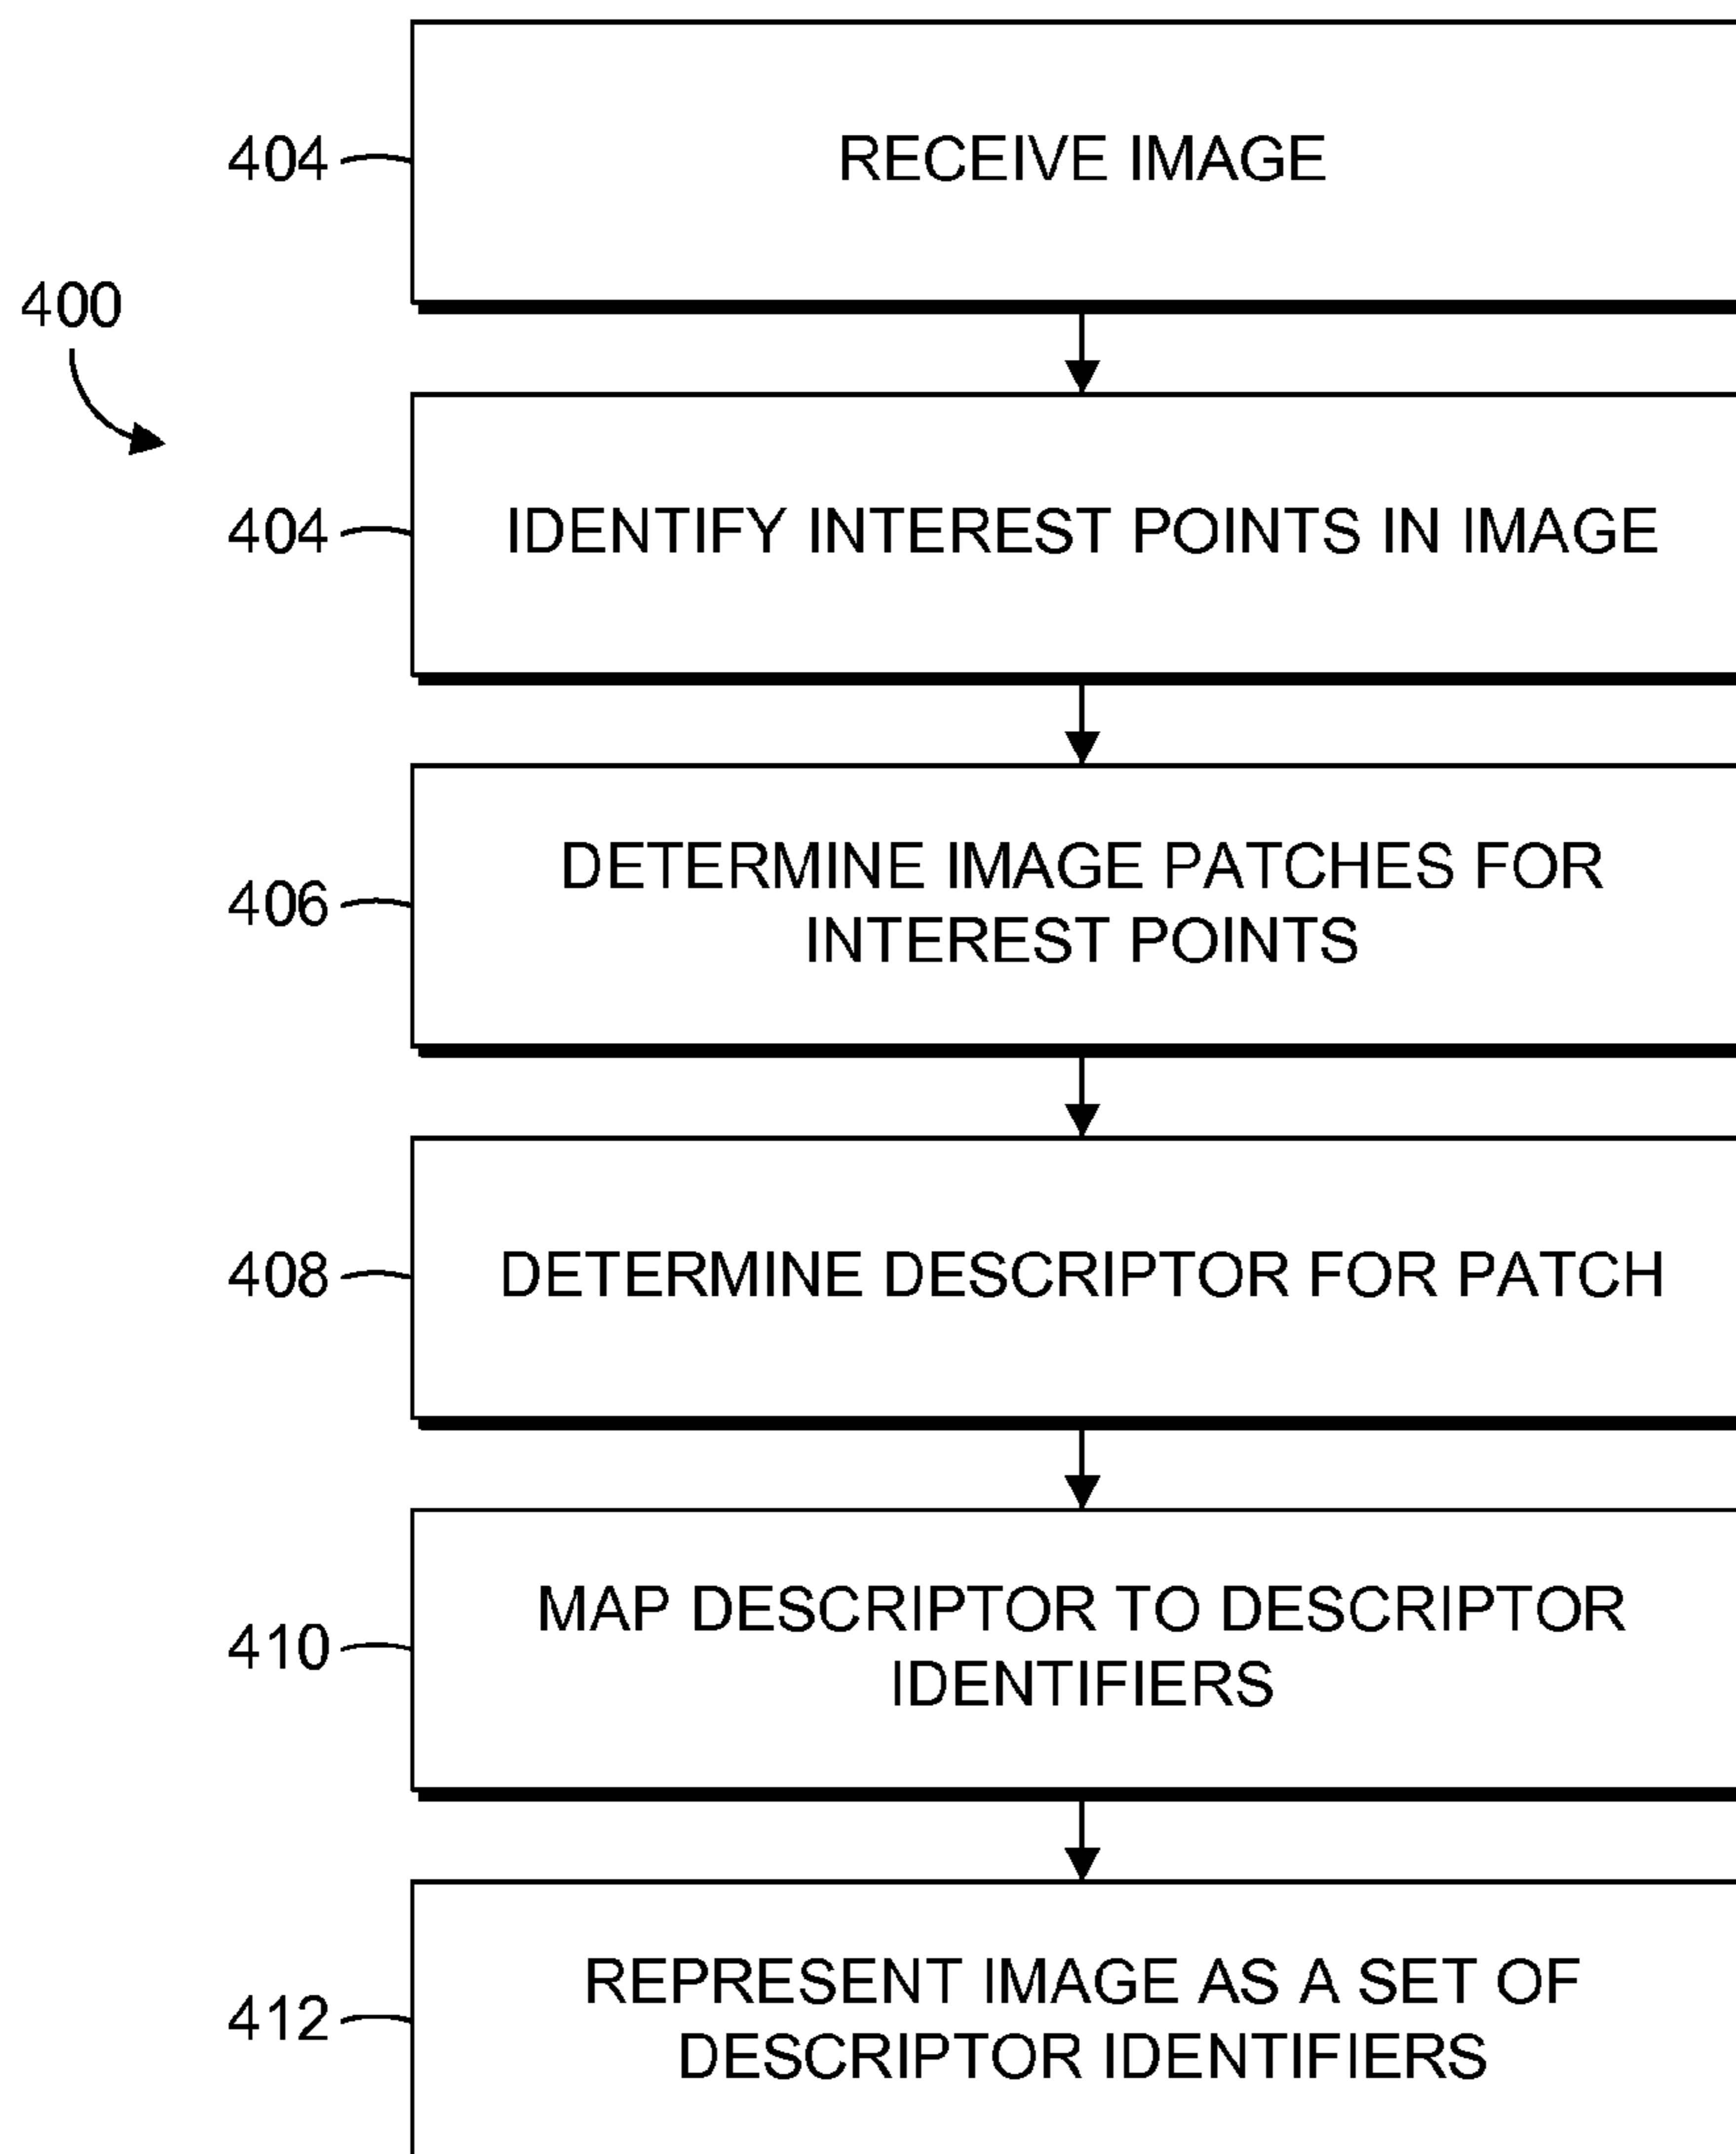 404
RECEIVE IMAGE
400
404
IDENTIFY INTEREST POINTS IN IMAGE
406
DETERMINE IMAGE PATCHES FOR
INTEREST POINTS
408
DETERMINE DESCRIPTOR FOR PATCH
410
MAP DESCRIPTOR TO DESCRIPTOR
IDENTIFIERS
412
REPRESENT IMAGE AS A SET OF
DESCRIPTOR IDENTIFIERS